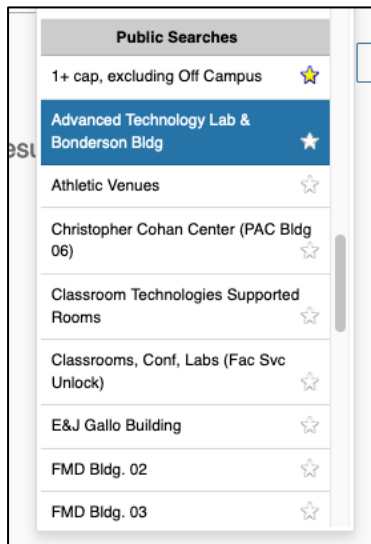 Public Searches
1+ cap, excluding Off Campus
Advanced Technology Lab &
Bonderson Bldg
esu
Athletic Venues
Christopher Cohan Center (PAC Bldg
06)
Classroom Technologies Supported
Rooms
Classrooms, Conf, Labs (Fac Svc
Unlock)
E&J Gallo Building
FMD Bldg. 02
FMD Bldg. 03